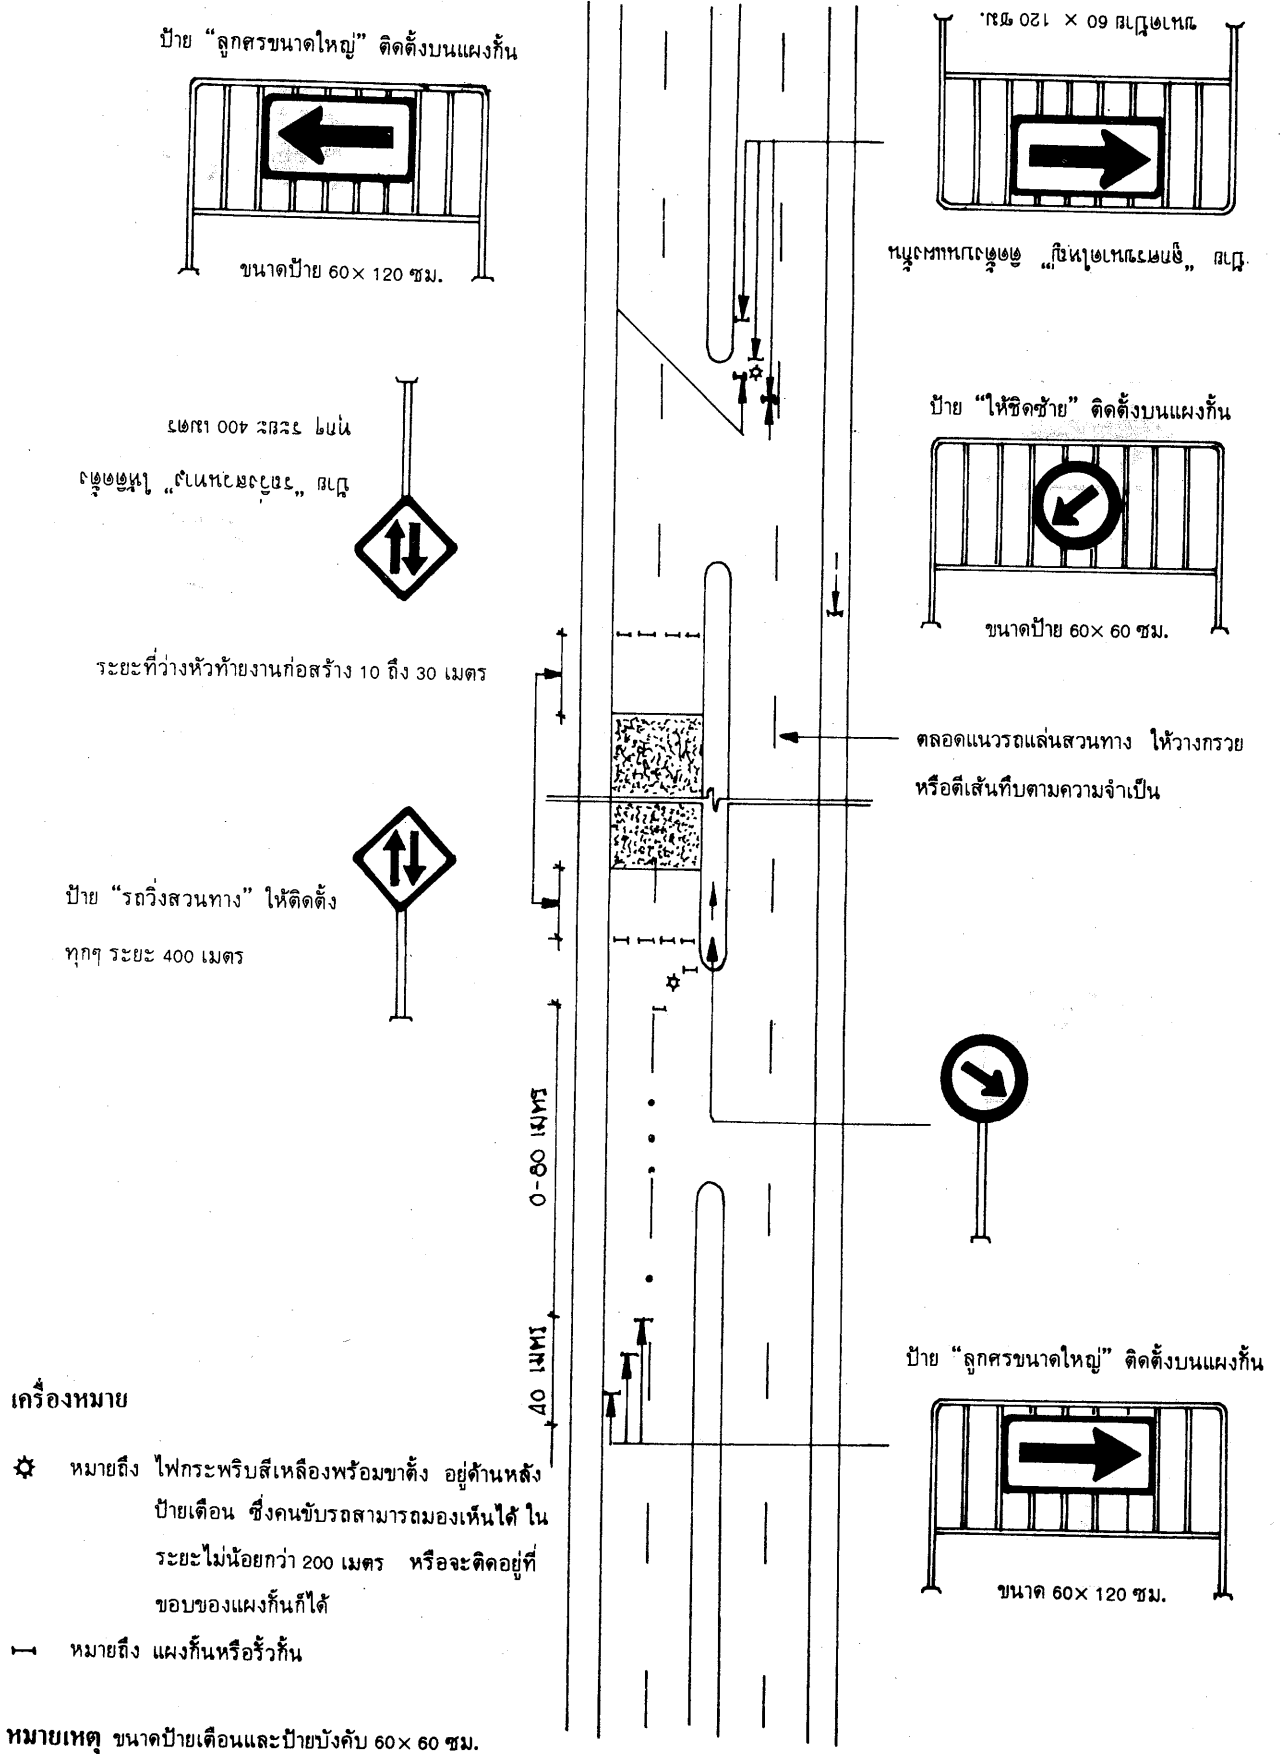 ป้าย “ลูกศรขนาดใหญ่” ติดตั้งบนแผงกั้น
ขนาดป้าย 60 × 120 ซม.
ขนาดป้าย 60 × 120 ซม.
ป้าย “ลูกศรขนาดใหญ่” ติดตั้งบนแผงกั้น
ป้าย “รถวิ่งสวนทาง” ให้ติดตั้ง
ทุกๆ ระยะ 400 เมตร
ป้าย “ให้ชิดซ้าย” ติดตั้งบนแผงกั้น
ขนาดป้าย 60 × 60 ซม.
ระยะที่ว่างหัวท้ายงานก่อสร้าง 10 ถึง 30 เมตร
ตลอดแนวรถแล่นสวนทาง ให้วางกรวย
หรือตีเส้นทึบตามความจำเป็น
ป้าย “รถวิ่งสวนทาง” ให้ติดตั้ง
ทุกๆ ระยะ 400 เมตร
0-80 เมตร
40 เมตร
ป้าย “ลูกศรขนาดใหญ่” ติดตั้งบนแผงกั้น
ขนาด 60 × 120 ซม.
เครื่องหมาย
หมายถึง ไฟกระพริบสีเหลืองพร้อมขาตั้ง อยู่ด้านหลัง
ป้ายเตือน ซึ่งคนขับรถสามารถมองเห็นได้ ใน
ระยะไม่น้อยกว่า 200 เมตร หรือจะติดอยู่ที่
ขอบของแผงกั้นก็ได้
หมายถึง แผงกั้นหรือรั้วกั้น
หมายเหตุ ขนาดป้ายเตือนและป้ายบังคับ 60 × 60 ซม.